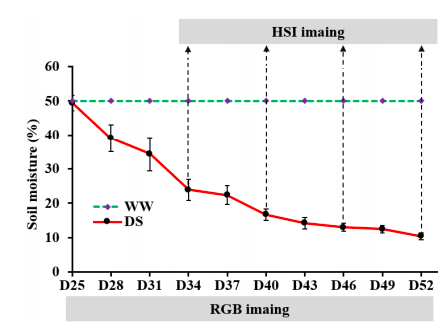 HSI imaing
60
50
40
30
20
10
0
Soil moisture (%)
WW
DS
D25 D28 D31 D34 D37 D40 D43 D46 D49 D52
RGB imaing